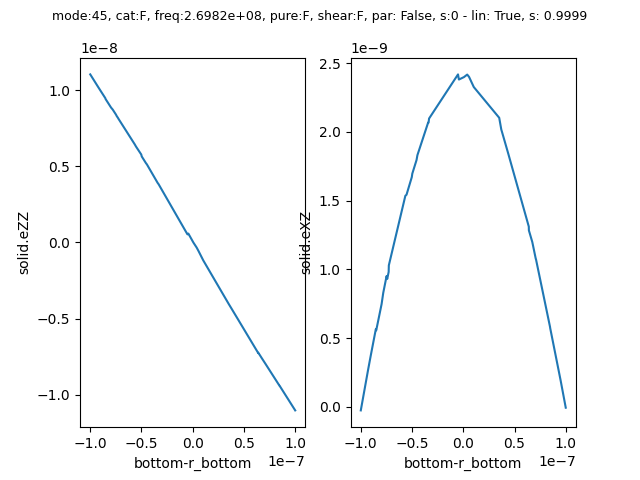 mode:45, cat:F, freq:2.6982e+08, pure:F, shear:F, par: False, s:0 - lin: True, s: 0.9999
1e−8
1.0
0.5
0.0
−0.5
−1.0
solid.eZZ
−1.0
−0.5
0.0
0.5
1.0
bottom-r_bottom
1e−7
1e−9
2.5
2.0
1.5
1.0
0.5
0.0
solid.eXZ
−1.0
−0.5
0.0
0.5
1.0
bottom-r_bottom
1e−7